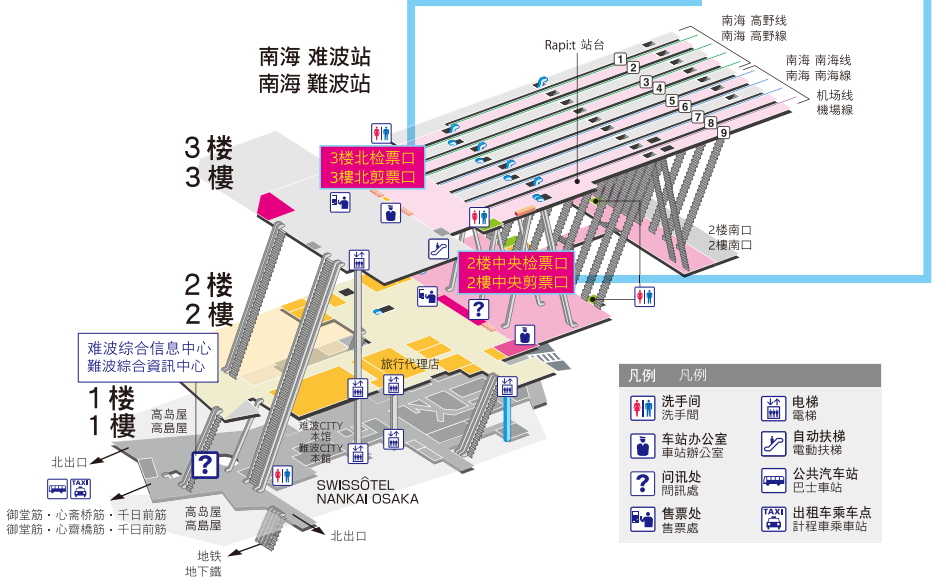 南海 高野线
南海 高野線
Rapi:t 站台
南海 南海线
南海 南海線
机场线
機場線
南海 难波站
南海 難波站
1
2
3
4
5
6
7
8
9
3楼
3樓
3楼北检票口
3樓北剪票口
2楼南口
2樓南口
2楼中央检票口
2樓中央剪票口
2楼
2樓
?
难波综合信息中心
難波綜合資訊中心
旅行代理店
1楼
1樓
高岛屋
高島屋
难波CITY
本馆
難波CITY
本館
北出口
?
SWISSÔTEL
NANKAI OSAKA
TAXI
御堂筋・心斋桥筋・千日前筋
御堂筋・心齋橋筋・千日前筋
高岛屋
高島屋
北出口
地铁
地下鐵
凡例 凡例
洗手间
洗手間
电梯
電梯
车站办公室
車站辦公室
自动扶梯
電動扶梯
?
问讯处
問訊處
公共汽车站
巴士車站
售票处
售票處
TAXI
出租车乘车点
計程車乘車站